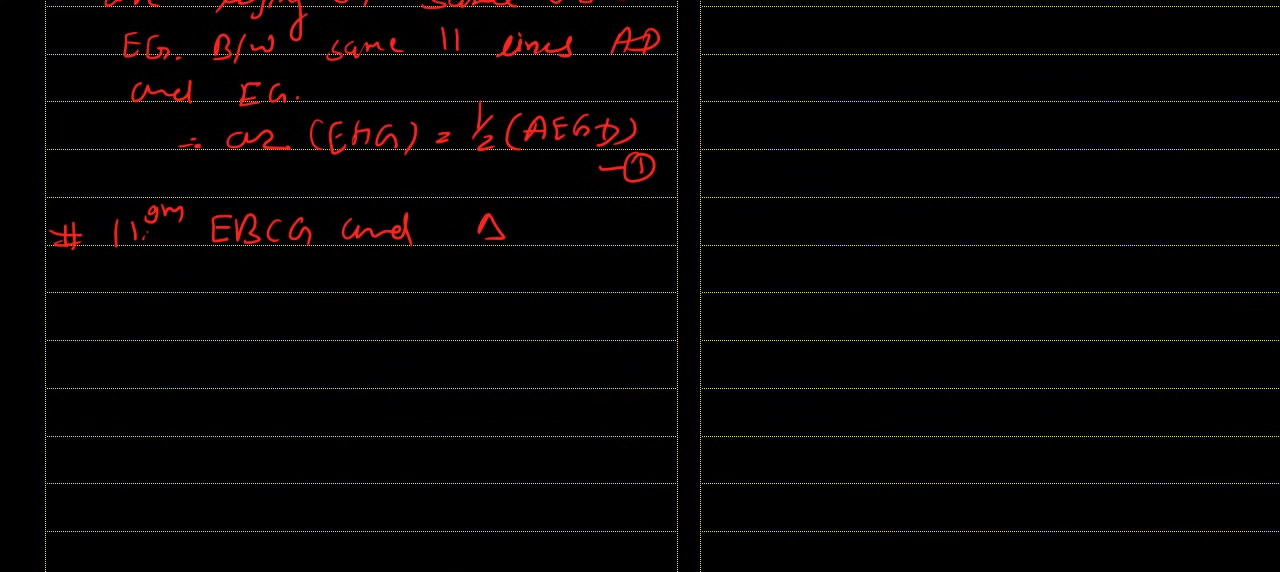 EG. B/W same || lines AD
and EG.
∴ ar (EHG) = 1/2 (AEGD)
—①
# ||gm EBCG and Δ